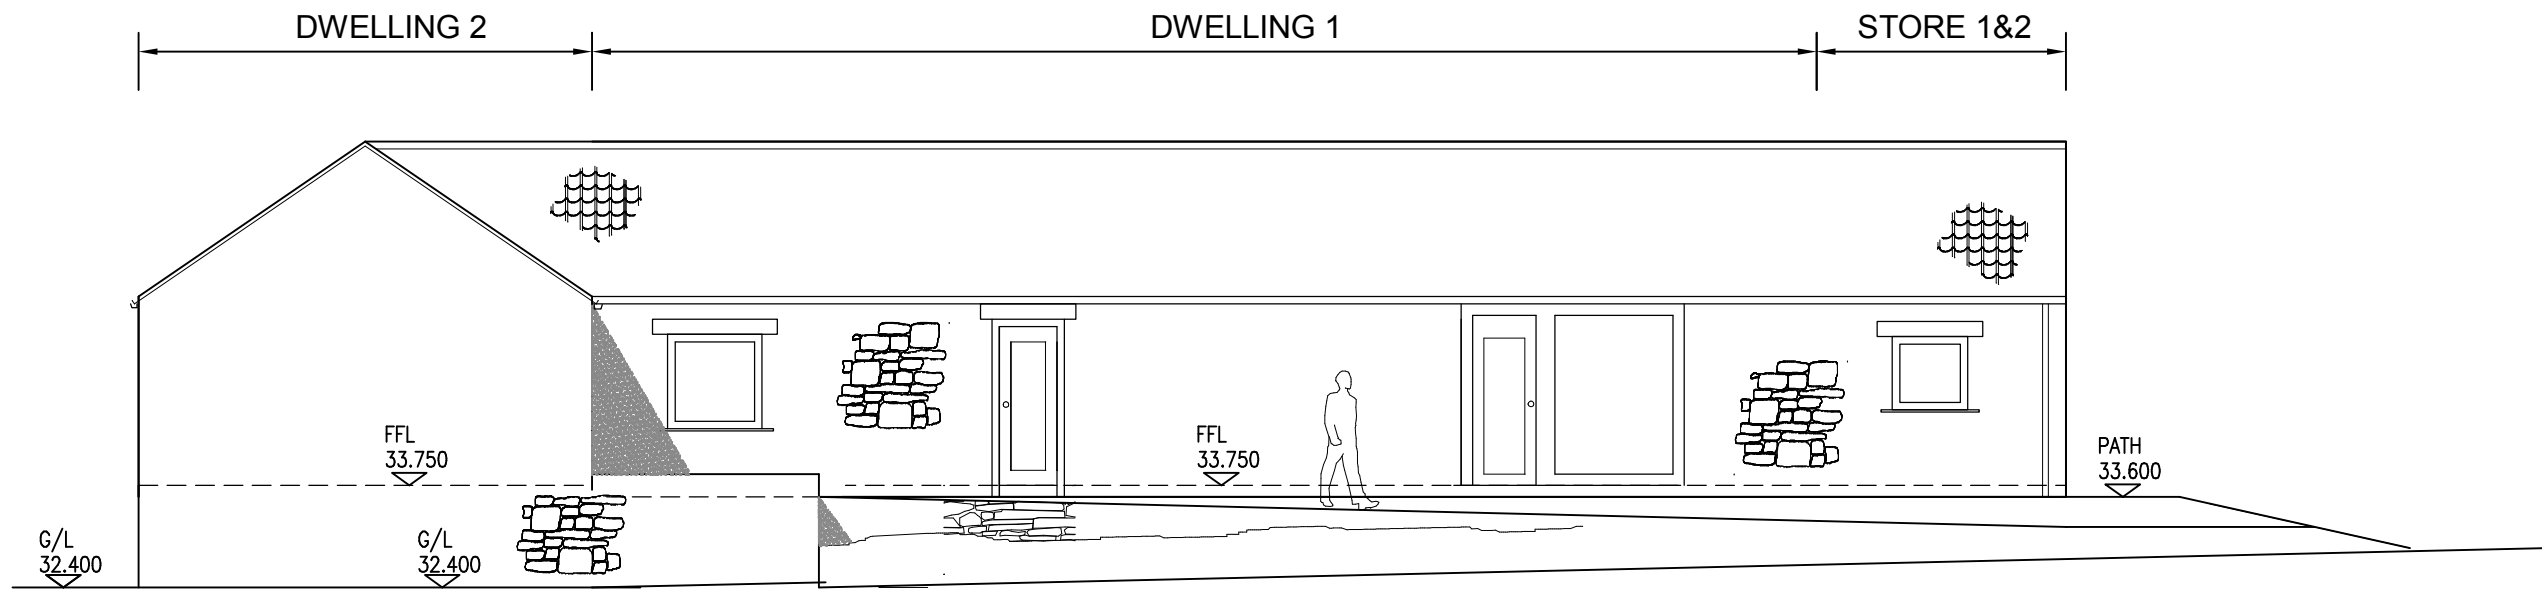 DWELLING 2
DWELLING 1
STORE 1&2
FFL
33.750
FFL
33.750
PATH
33.600
G/L
32.400
G/L
32.400